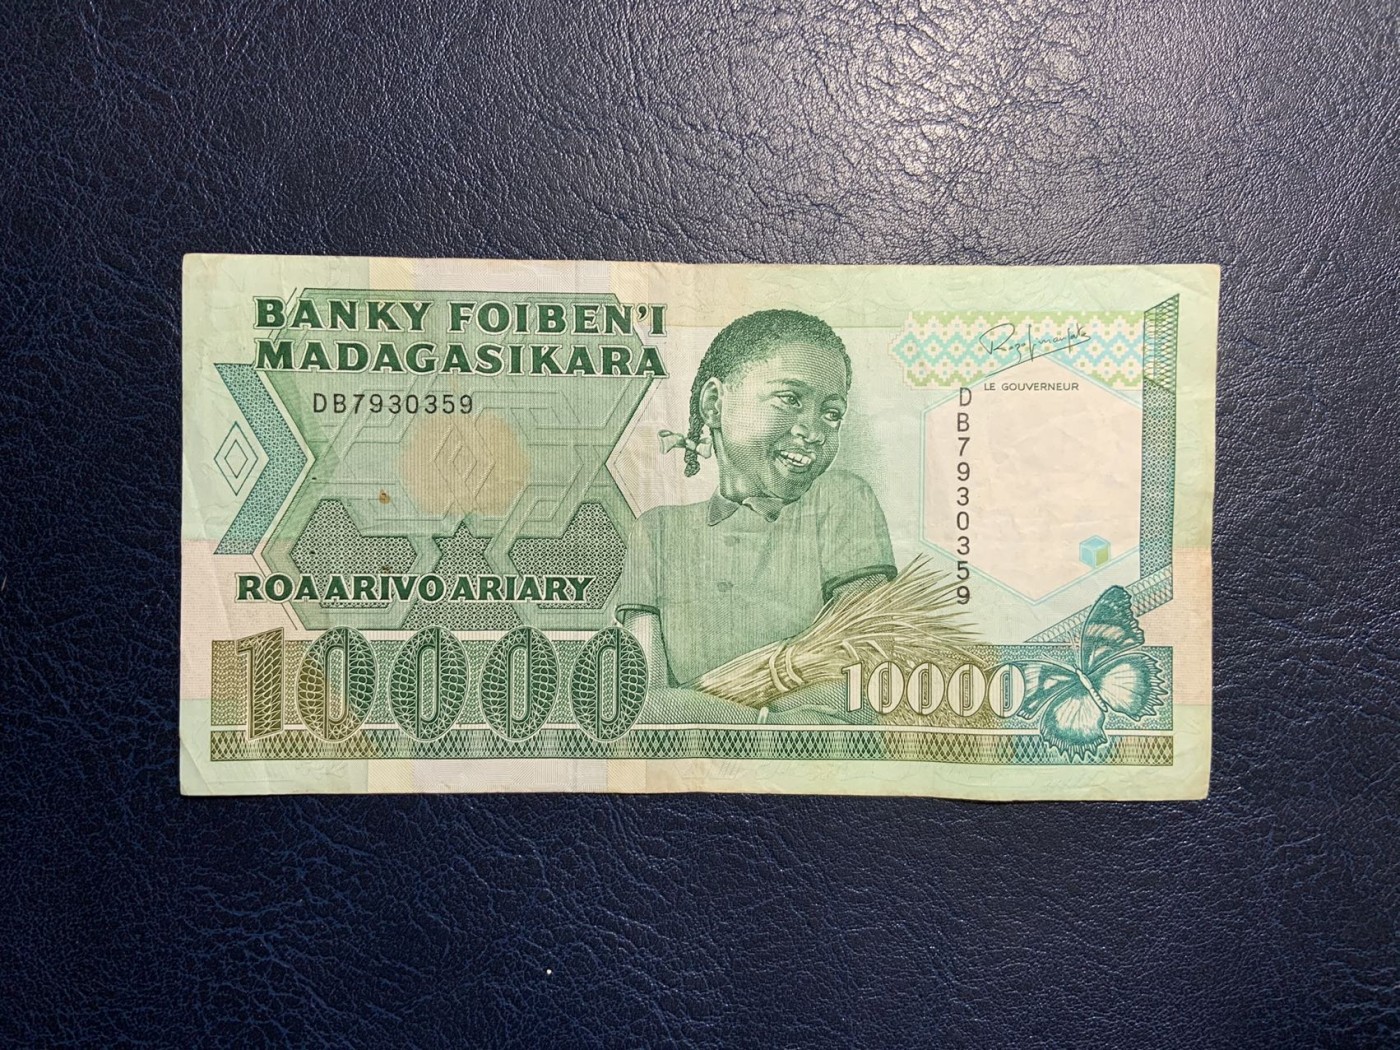 BANKY FOIBEN'I
MADAGASIKARA
DB7930359
ROA ARIVO ARIARY
10000
LE GOUVERNEUR
DB7930359
10000